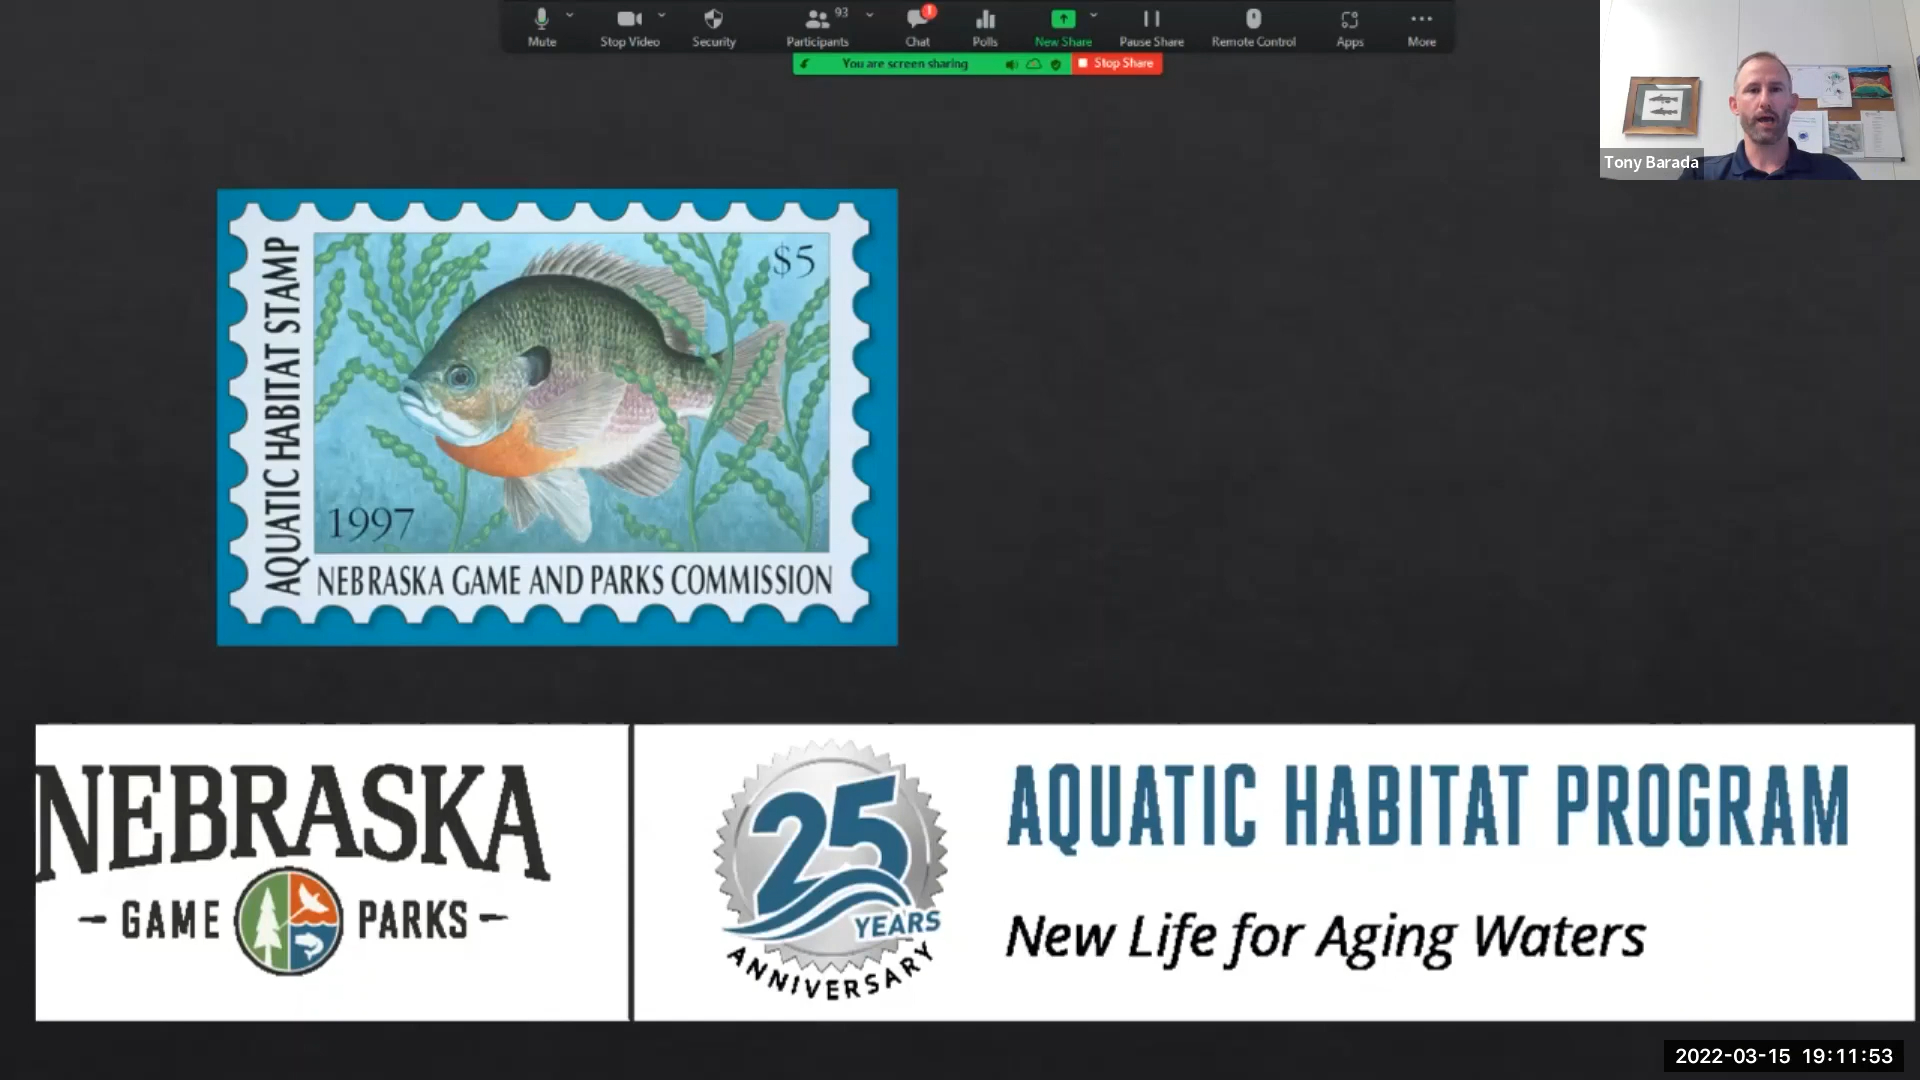 93
1
Mute
Stop Video
Security
Participants
Chat
Polls
New Share
Pause Share
Remote Control
Apps
More
You are screen sharing
Stop Share
Tony Barada
AQUATIC HABITAT STAMP
$5
1997
NEBRASKA GAME AND PARKS COMMISSION
NEBRASKA
GAME PARKS
25
YEARS
ANNIVERSARY
AQUATIC HABITAT PROGRAM
New Life for Aging Waters
2022-03-15 19:11:53